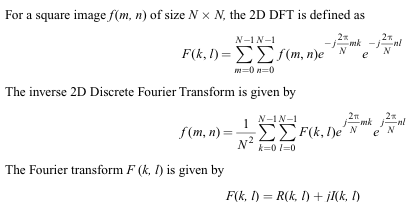 For a square image f(m, n) of size N × N, the 2D DFT is defined as
F(k, l) = \sum_{m=0}^{N-1} \sum_{n=0}^{N-1} f(m, n)e^{-j\frac{2\pi}{N}mk} e^{-j\frac{2\pi}{N}nl}
The inverse 2D Discrete Fourier Transform is given by
f(m, n) = \frac{1}{N^2} \sum_{k=0}^{N-1} \sum_{l=0}^{N-1} F(k, l)e^{j\frac{2\pi}{N}mk} e^{j\frac{2\pi}{N}nl}
The Fourier transform F (k, l) is given by
F(k, l) = R(k, l) + jI(k, l)